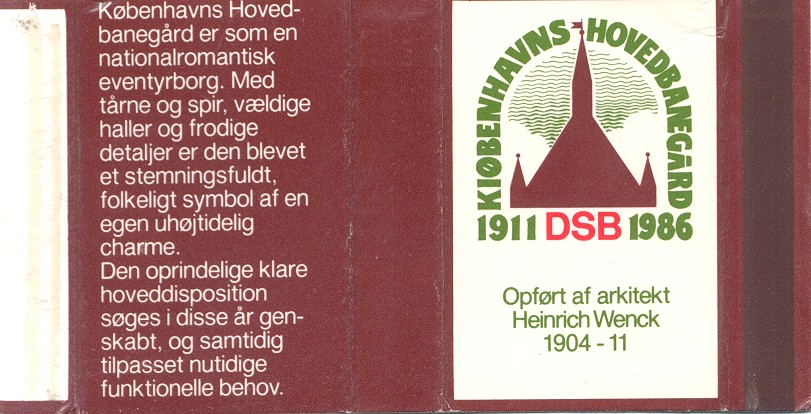 Københavns Hoved-
banegård er som en
nationalromantisk
eventyrborg. Med
tårne og spir, vældige
haller og frodige
detaljer er den blevet
et stemningsfuldt,
folkeligt symbol af en
egen uhøjtidelig
charme.
Den oprindelige klare
hoveddisposition
søges i disse år gen-
skabt, og samtidig
tilpasset nutidige
funktionelle behov.
KIØBENHAVNS HOVEDBANEGÅRD
1911 DSB 1986
Opført af arkitekt
Heinrich Wenck
1904 - 11